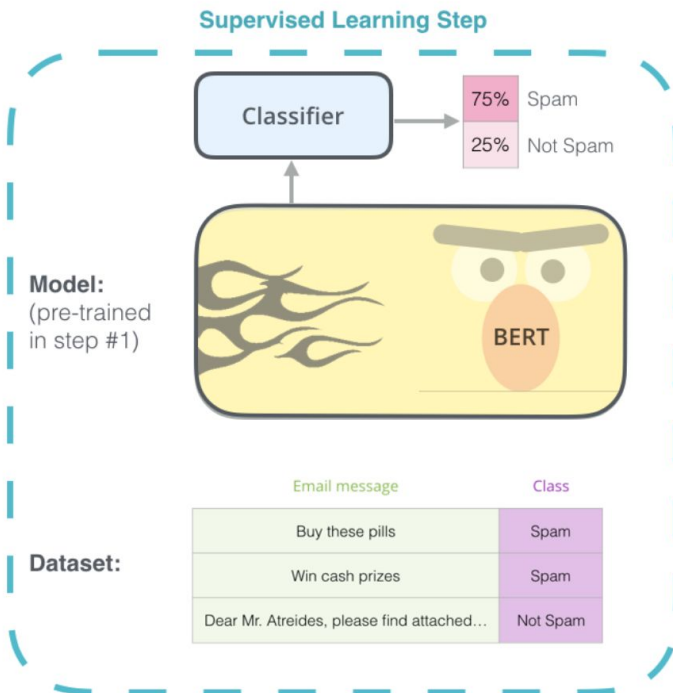 Supervised Learning Step
Classifier
75% Spam
25% Not Spam
Model:
(pre-trained
in step #1)
BERT
Email message Class
Buy these pills Spam
Dataset:
Win cash prizes Spam
Dear Mr. Atreides, please find attached... Not Spam